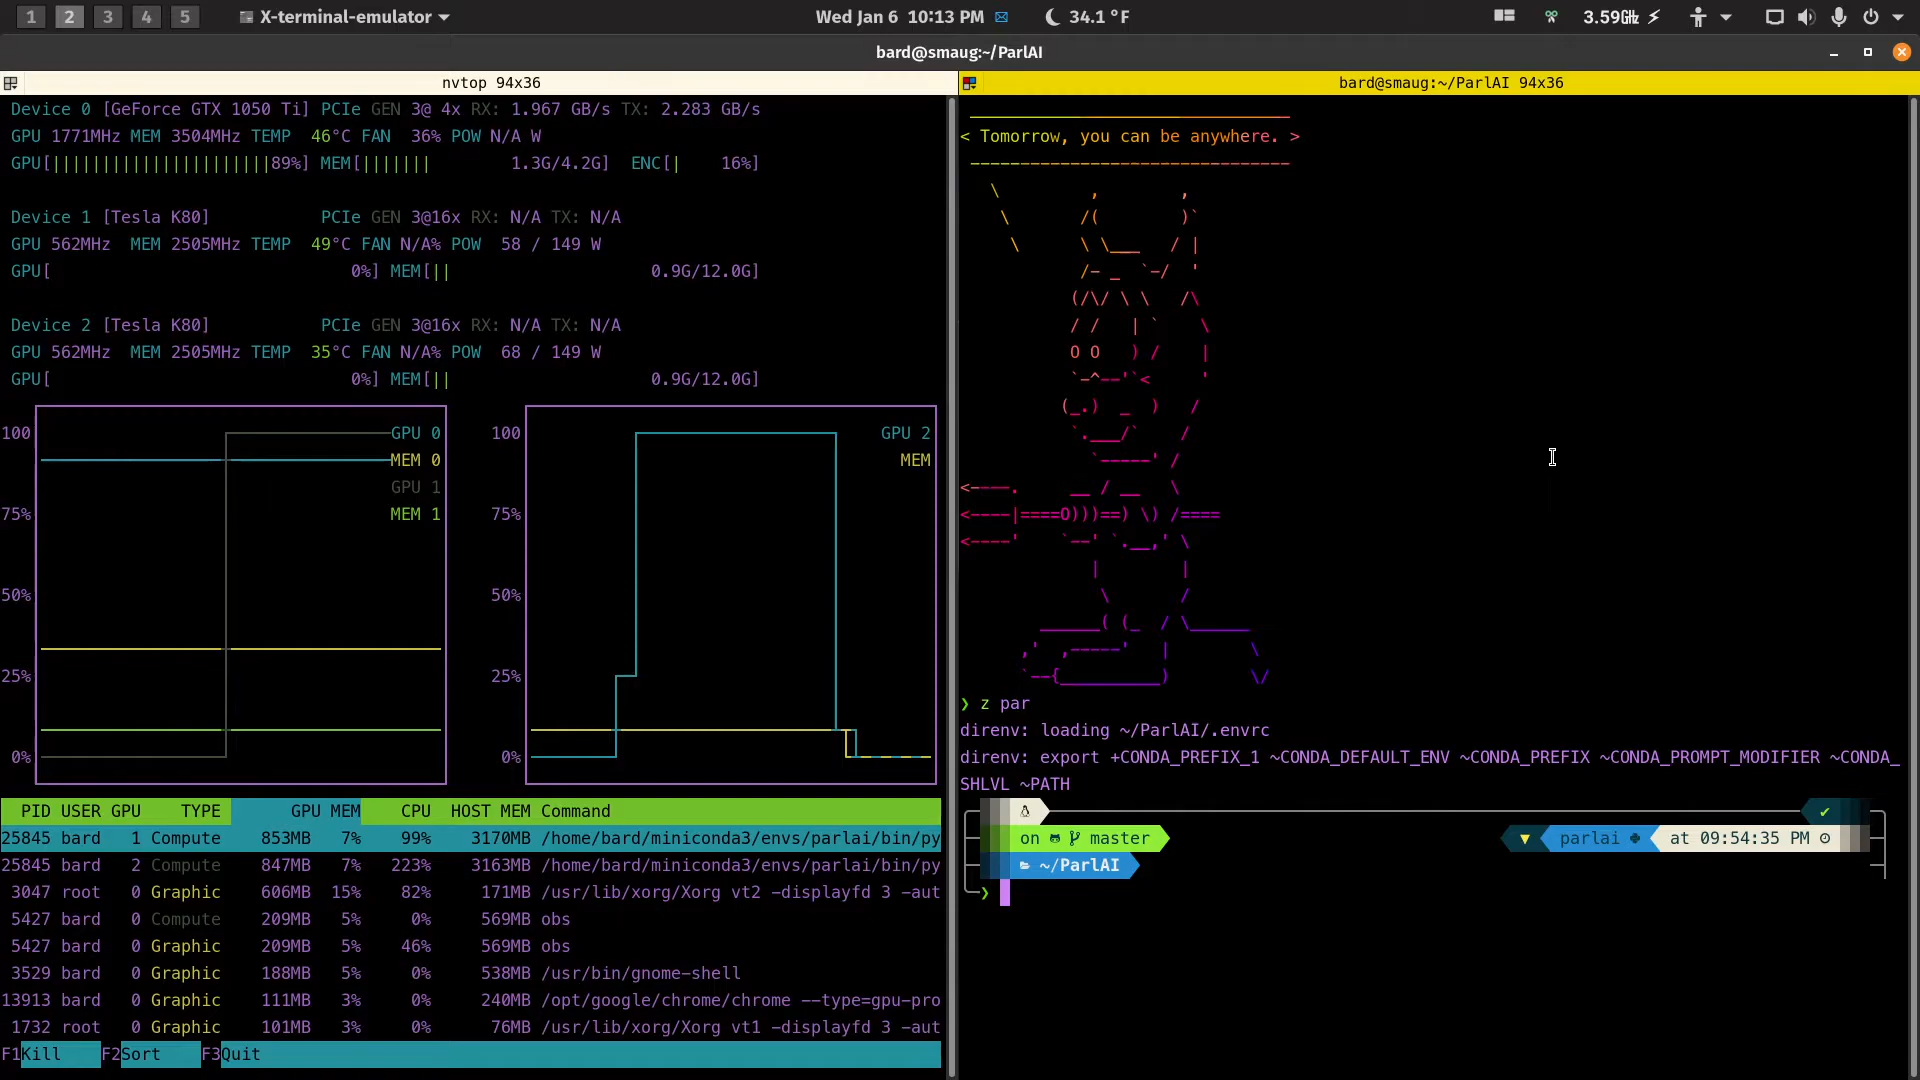 1 2 3 4 5 X-terminal-emulator Wed Jan 6 10:13 PM 34.1 °F 3.59GHz
bard@smaug:~/ParlAI
nvtop 94x36
Device 0 [GeForce GTX 1050 Ti] PCIe GEN 3@ 4x RX: 1.967 GB/s TX: 2.283 GB/s
GPU 1771MHz MEM 3504MHz TEMP 46°C FAN 36% POW N/A W
GPU[||||||||||||||||||||||89%] MEM[||||||| 1.3G/4.2G] ENC[| 16%]
Device 1 [Tesla K80] PCIe GEN 3@16x RX: N/A TX: N/A
GPU 562MHz MEM 2505MHz TEMP 49°C FAN N/A% POW 58 / 149 W
GPU[ 0%] MEM[|| 0.9G/12.0G]
Device 2 [Tesla K80] PCIe GEN 3@16x RX: N/A TX: N/A
GPU 562MHz MEM 2505MHz TEMP 35°C FAN N/A% POW 68 / 149 W
GPU[ 0%] MEM[|| 0.9G/12.0G]
100 GPU 0
MEM 0
GPU 1
75% MEM 1
50%
25%
0%
100 GPU 2
MEM
75%
50%
25%
0%
PID USER GPU TYPE GPU MEM CPU HOST MEM Command
25845 bard 1 Compute 853MB 7% 99% 3170MB /home/bard/miniconda3/envs/parlai/bin/py
25845 bard 2 Compute 847MB 7% 223% 3163MB /home/bard/miniconda3/envs/parlai/bin/py
3047 root 0 Graphic 606MB 15% 82% 171MB /usr/lib/xorg/Xorg vt2 -displayfd 3 -aut
5427 bard 0 Compute 209MB 5% 0% 569MB obs
5427 bard 0 Graphic 209MB 5% 46% 569MB obs
3529 bard 0 Graphic 188MB 5% 0% 538MB /usr/bin/gnome-shell
13913 bard 0 Graphic 111MB 3% 0% 240MB /opt/google/chrome/chrome --type=gpu-pro
1732 root 0 Graphic 101MB 3% 0% 76MB /usr/lib/xorg/Xorg vt1 -displayfd 3 -aut
F1Kill F2Sort F3Quit
bard@smaug:~/ParlAI 94x36
< Tomorrow, you can be anywhere. >
❯ z par
direnv: loading ~/ParlAI/.envrc
direnv: export +CONDA_PREFIX_1 ~CONDA_DEFAULT_ENV ~CONDA_PREFIX ~CONDA_PROMPT_MODIFIER ~CONDA_
SHLVL ~PATH
✔
on master ▼ parlai at 09:54:35 PM
~/ParlAI
❯